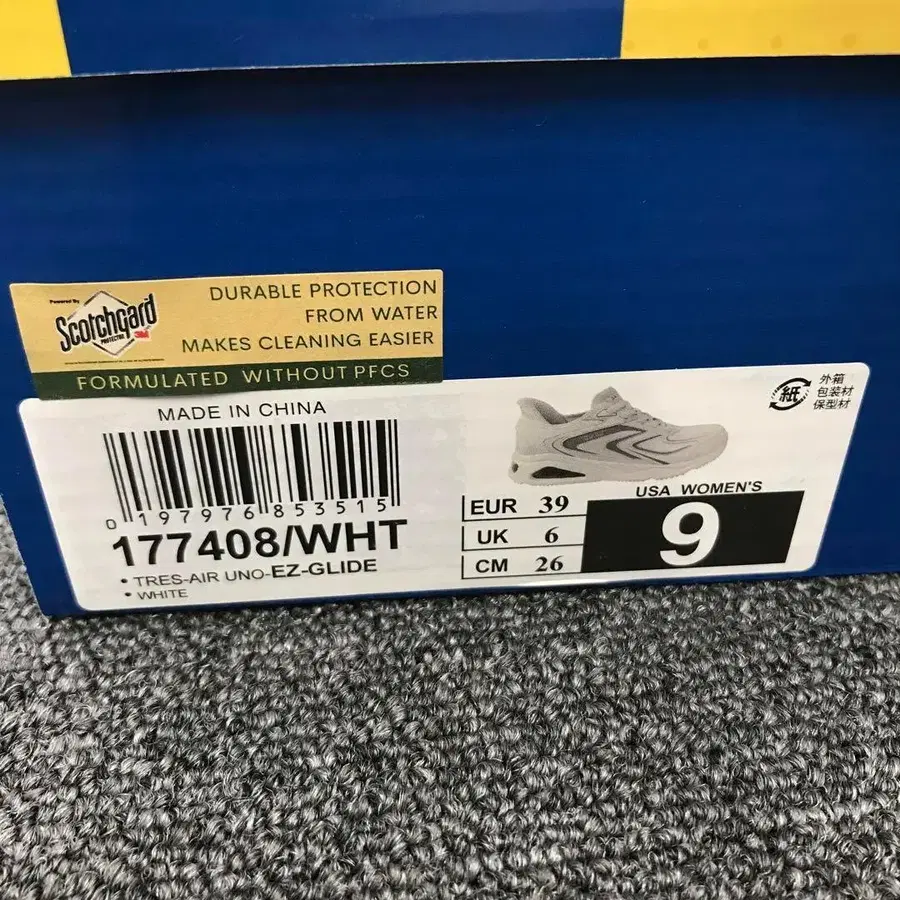 Powered By
Scotchgard
PROTECTOR 3M
DURABLE PROTECTION
FROM WATER
MAKES CLEANING EASIER
FORMULATED WITHOUT PFCS
MADE IN CHINA
0 197976 853515
177408/WHT
• TRES-AIR UNO-EZ-GLIDE
• WHITE
紙
外箱
包装材
保型材
EUR 39
UK 6
CM 26
USA WOMEN'S
9